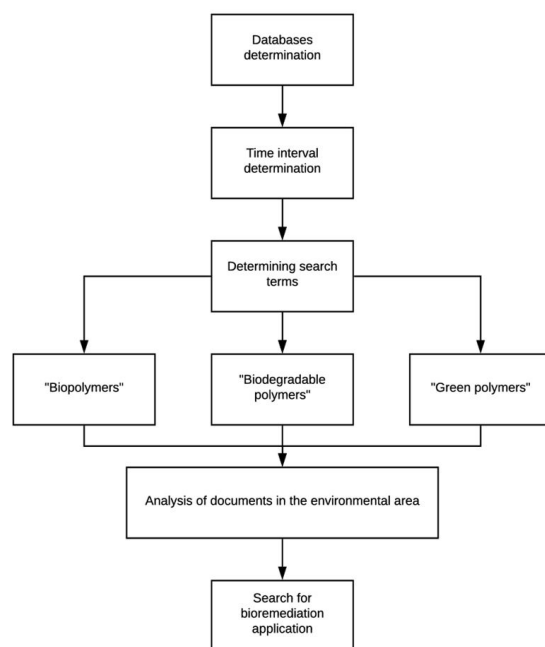 Databases
determination
Time interval
determination
Determining search
terms
"Biopolymers"
"Biodegradable
polymers"
"Green polymers"
Analysis of documents in the environmental area
Search for
bioremediation
application